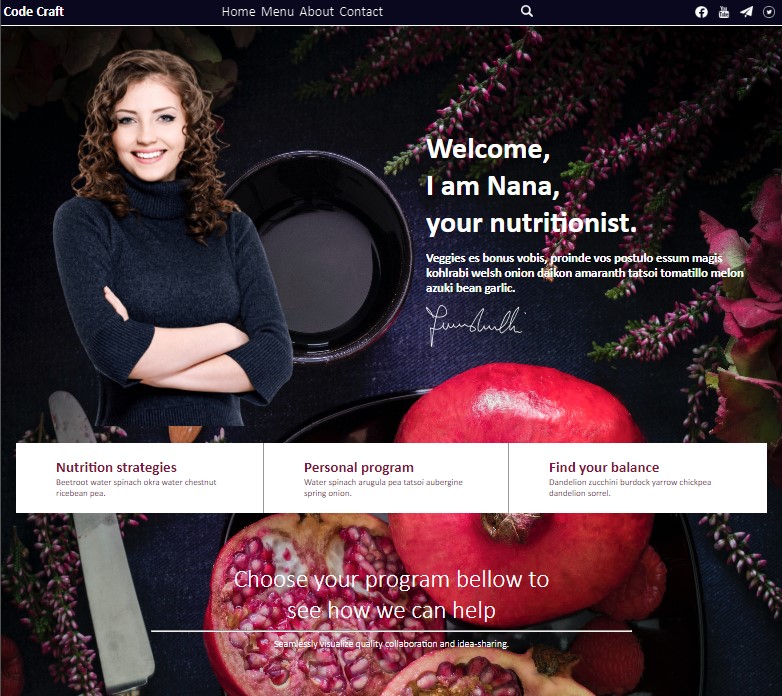 Code Craft
Home Menu About Contact
Welcome,
I am Nana,
your nutritionist.
Veggies es bonus vobis, proinde vos postulo essum magis
kohlrabi welsh onion daikon amaranth tatsoi tomatillo melon
azuki bean garlic.
Nutrition strategies
Beetroot water spinach okra water chestnut
ricebean pea.
Personal program
Water spinach arugula pea tatsoi aubergine
spring onion.
Find your balance
Dandelion zucchini burdock yarrow chickpea
dandelion sorrel.
Choose your program bellow to
see how we can help
Seamlessly visualize quality collaboration and idea-sharing.